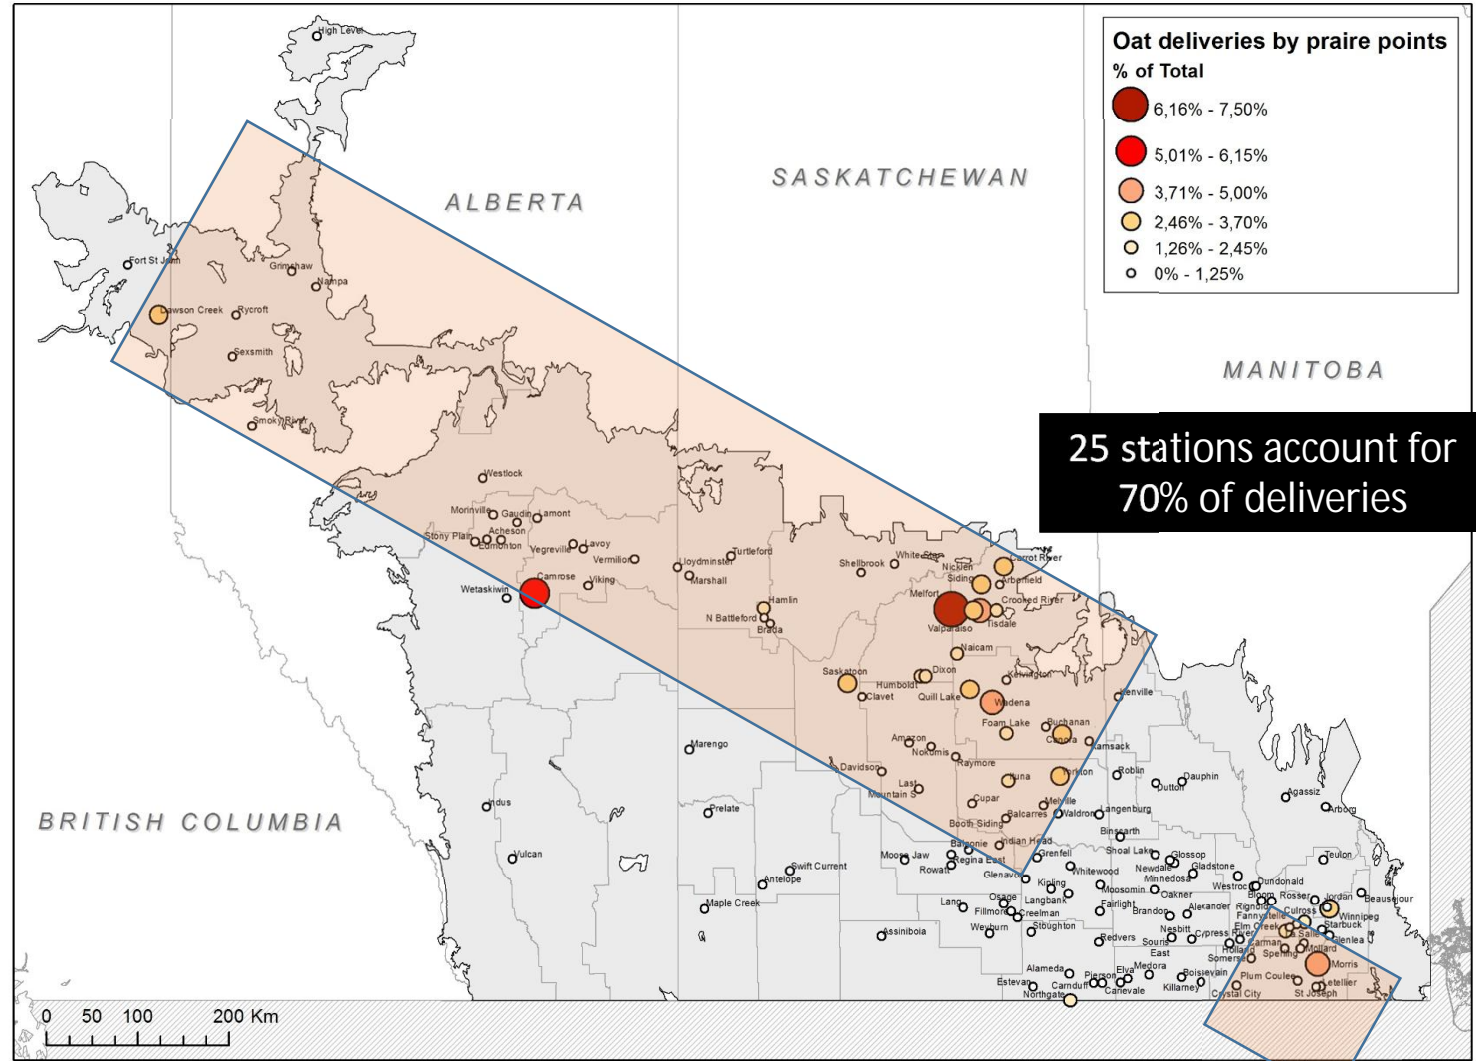 High Level
Oat deliveries by praire points
% of Total
6,16% - 7,50%
5,01% - 6,15%
3,71% - 5,00%
2,46% - 3,70%
1,26% - 2,45%
0% - 1,25%
ALBERTA
SASKATCHEWAN
MANITOBA
BRITISH COLUMBIA
25 stations account for
70% of deliveries
Fort St John
Grimshaw
Nampa
Dawson Creek
Rycroft
Sexsmith
Smoky River
Westlock
Morinville
Gaudin
Lamont
Stony Plain
Acheson
Edmonton
Vegreville
Lavoy
Vermilion
Wetaskiwin
Camrose
Viking
Lloydminster
Marshall
Turtleford
Hamlin
N Battleford
Brada
Shellbrook
White Star
Nicklen
Siding
Carrot River
Arborfield
Melfort
Crooked River
Valparaiso
Tisdale
Naicam
Saskatoon
Clavet
Humboldt
Dixon
Quill Lake
Kelvington
Wadena
Foam Lake
Buchanan
Canora
Kamsack
Kenville
Marengo
Amazon
Nokomis
Raymore
Davidson
Last
Mountain S
Ituna
Yorkton
Cupar
Melville
Balcarres
Waldron
Booth Siding
Langenburg
Roblin
Dutton
Dauphin
Agassiz
Arborg
Indus
Prelate
Vulcan
Binscarth
Balgonie
Indian Head
Moose Jaw
Regina East
Rowatt
Grenfell
Glenavon
Whitewood
Shoal Lake
Glossop
Newdale
Minnedosa
Gladstone
Teulon
Swift Current
Antelope
Maple Creek
Kipling
Langbank
Moosomin
Oakner
Westroc
Dundonald
Bloom
Rosser
Jordan
Beausejour
Lang
Osage
Fillmore
Creelman
Fairlight
Brandon
Alexander
Rignold
Culross
Winnipeg
Fannystelle
Starbuck
Assiniboia
Weyburn
Stoughton
Redvers
Nesbitt
Souris
East
Cypress River
Elm Creek
La Salle
Glenlea
Holland
Carman
Sperling
Mollard
Somerset
Morris
Alameda
Estevan
Northgate
Carnduff
Pierson
Elva
Medora
Carievale
Boissevain
Killarney
Plum Coulee
Letellier
Crystal City
St Joseph
0 50 100 200 Km